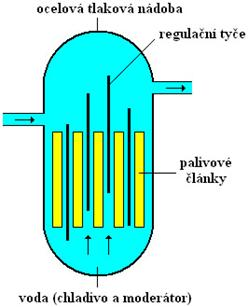 ocelová tlaková nádoba
regulační tyče
palivové
články
voda (chladivo a moderátor)